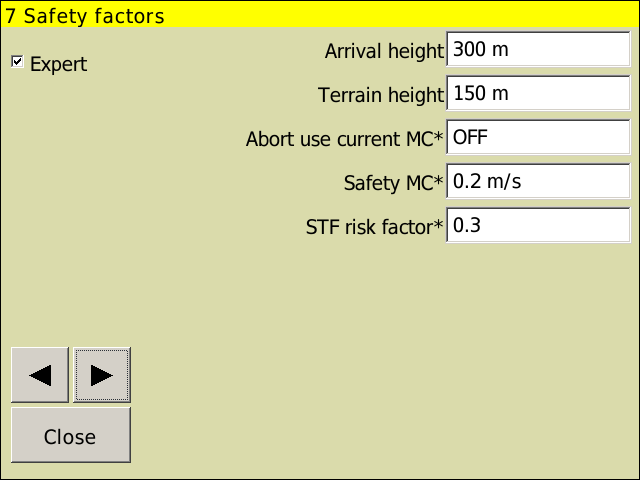 7 Safety factors
Expert
Arrival height 300 m
Terrain height 150 m
Abort use current MC* OFF
Safety MC* 0.2 m/s
STF risk factor* 0.3
Close